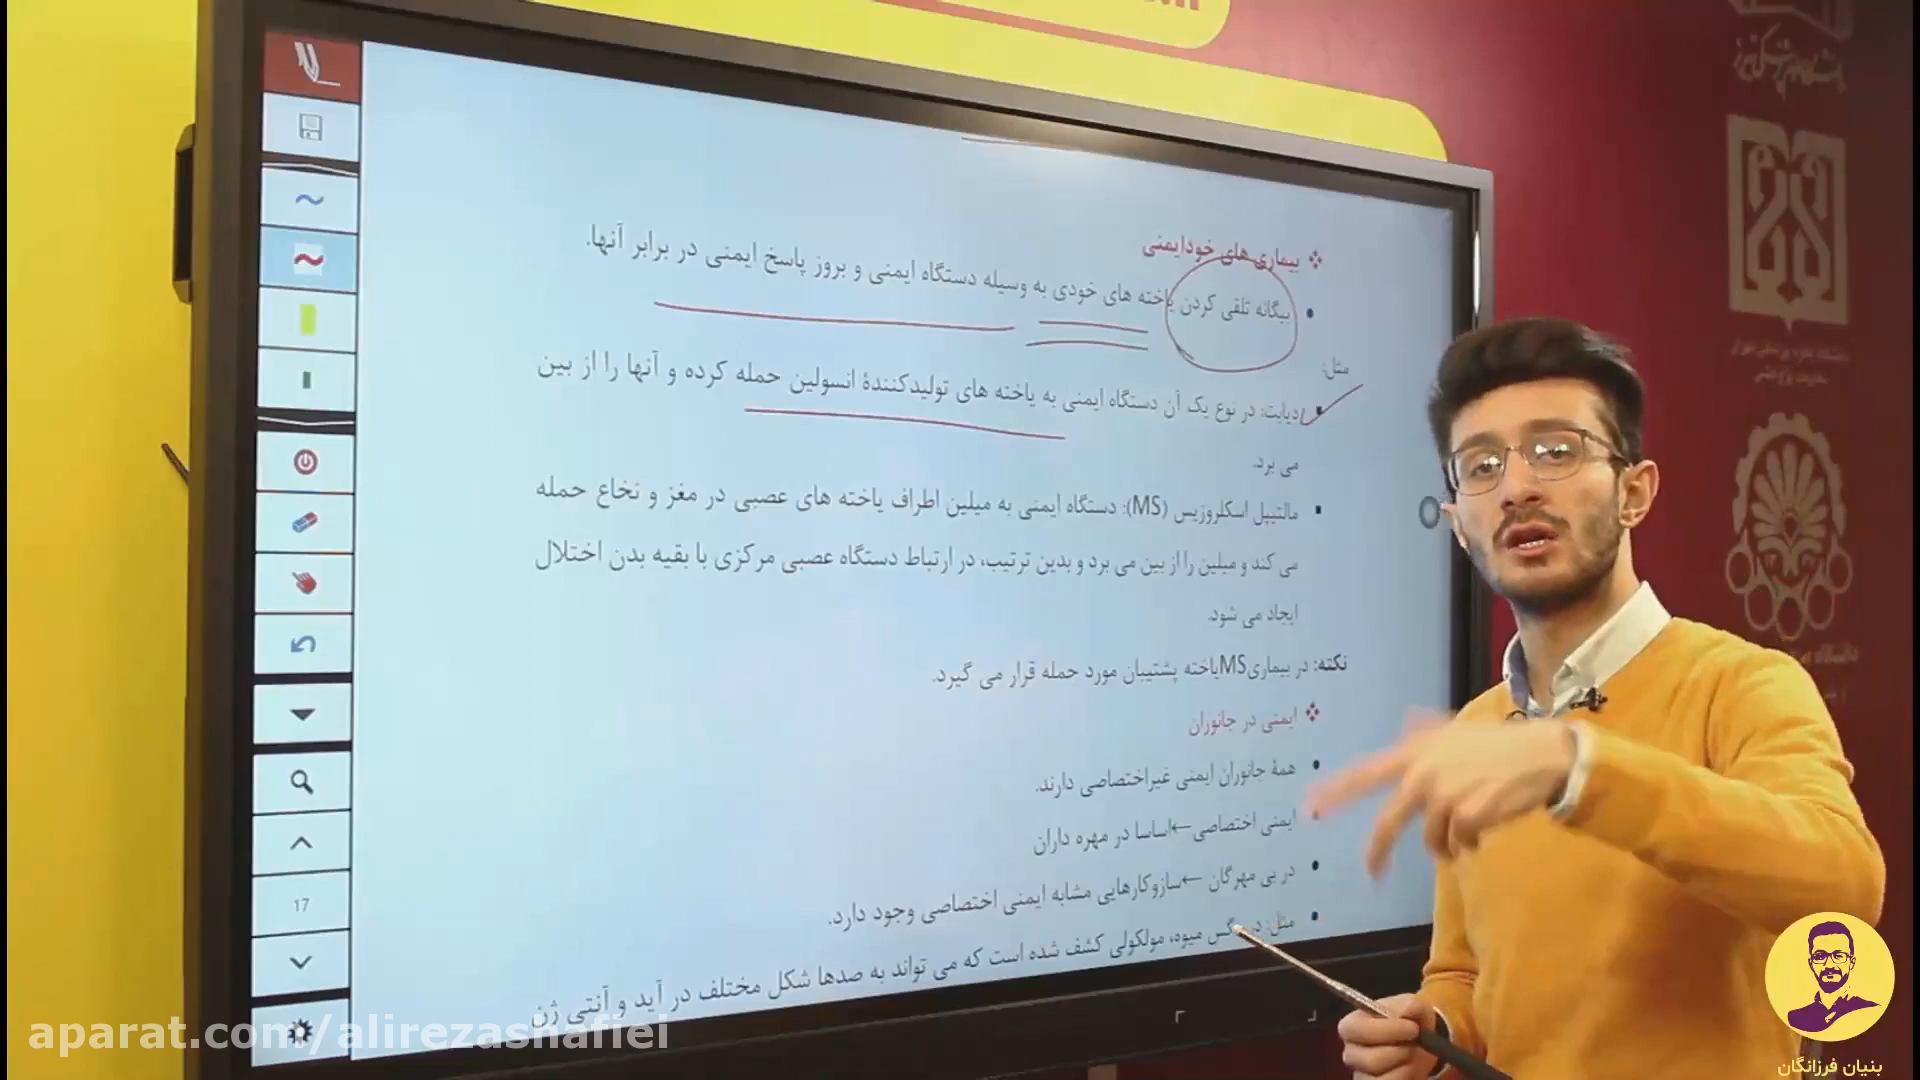 بیماری های خودایمنی
بیگانه تلقی کردن یاخته های خودی به وسیله دستگاه ایمنی و بروز پاسخ ایمنی در برابر آنها.
مثل:
دیابت: در نوع یک آن دستگاه ایمنی به یاخته های تولیدکنندهٔ انسولین حمله کرده و آنها را از بین
می برد.
مالتیپل اسکلروزیس (MS): دستگاه ایمنی به میلین اطراف یاخته های عصبی در مغز و نخاع حمله
می کند و میلین را از بین می برد و بدین ترتیب، در ارتباط دستگاه عصبی مرکزی با بقیه بدن اختلال
ایجاد می شود.
نکته: در بیماریMSیاخته پشتیبان مورد حمله قرار می گیرد.
ایمنی در جانوران
همهٔ جانوران ایمنی غیراختصاصی دارند.
ایمنی اختصاصی←اساسا در مهره داران
در بی مهرگان ←سازوکارهایی مشابه ایمنی اختصاصی وجود دارد.
مثل: در مگس میوه، مولکولی کشف شده است که می تواند به صدها شکل مختلف در آید و آنتی ژن
17
aparat.com/alirezashafiei
بنیان فرزانگان